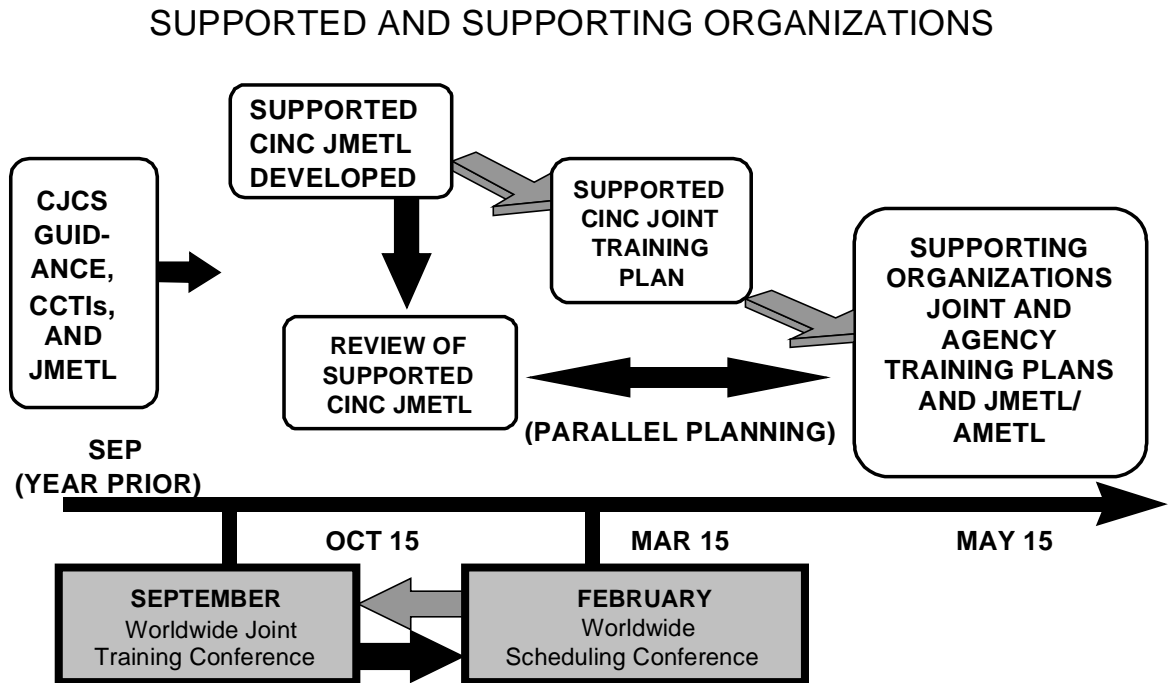 SUPPORTED AND SUPPORTING ORGANIZATIONS
CJCS
GUID-
ANCE,
CCTIs,
AND
JMETL
SUPPORTED
CINC JMETL
DEVELOPED
REVIEW OF
SUPPORTED
CINC JMETL
SUPPORTED
CINC JOINT
TRAINING
PLAN
(PARALLEL PLANNING)
SUPPORTING
ORGANIZATIONS
JOINT AND
AGENCY
TRAINING PLANS
AND JMETL/
AMETL
SEP
(YEAR PRIOR)
OCT 15
MAR 15
MAY 15
SEPTEMBER
Worldwide Joint
Training Conference
FEBRUARY
Worldwide
Scheduling Conference